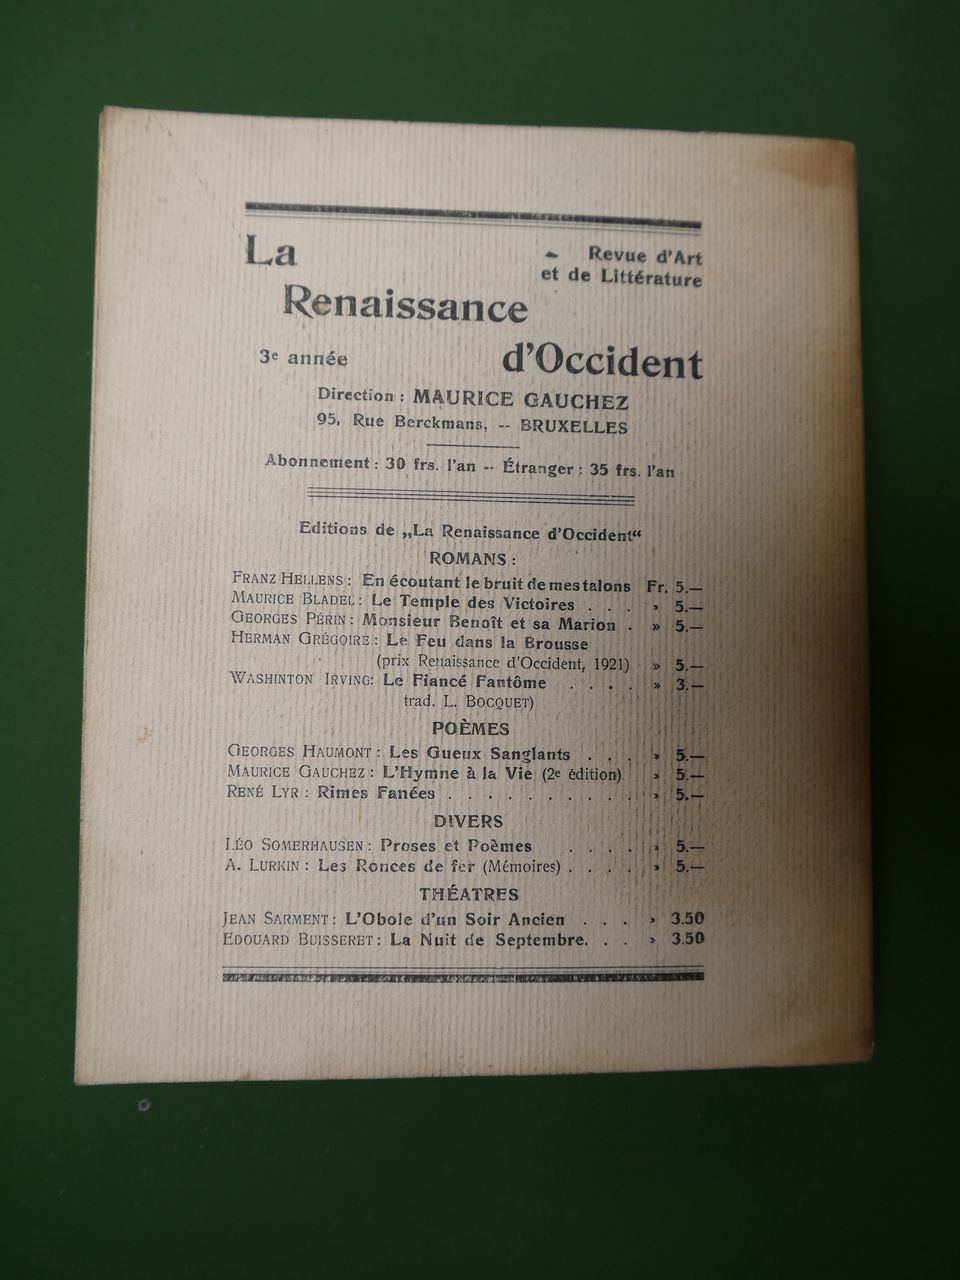 La
Revue d'Art
et de Littérature
Renaissance
3e année
d'Occident
Direction : MAURICE GAUCHEZ
95, Rue Berckmans, -- BRUXELLES
Abonnement : 30 frs. l'an -- Étranger : 35 frs. l'an
Editions de „La Renaissance d'Occident“
ROMANS :
FRANZ HELLENS : En écoutant le bruit de mes talons Fr. 5.—
MAURICE BLADEL : Le Temple des Victoires . . . » 5.—
GEORGES PÉRIN : Monsieur Benoît et sa Marion . » 5.—
HERMAN GRÉGOIRE : Le Feu dans la Brousse
(prix Renaissance d'Occident, 1921) » 5.—
WASHINTON IRVING: Le Fiancé Fantôme . . . . » 3.—
trad. L. BOCQUET)
POÈMES
GEORGES HAUMONT : Les Gueux Sanglants . . . » 5.—
MAURICE GAUCHEZ : L'Hymne à la Vie (2e édition) » 5.—
RENÉ LYR : Rimes Fanées . . . . . . . . . . . » 5.—
DIVERS
LÉO SOMERHAUSEN : Proses et Poèmes . . . . » 5.—
A. LURKIN : Les Ronces de fer (Mémoires) . . . . » 5.—
THÉATRES
JEAN SARMENT : L'Obole d'un Soir Ancien . . . » 3.50
EDOUARD BUISSERET : La Nuit de Septembre. . . » 3.50